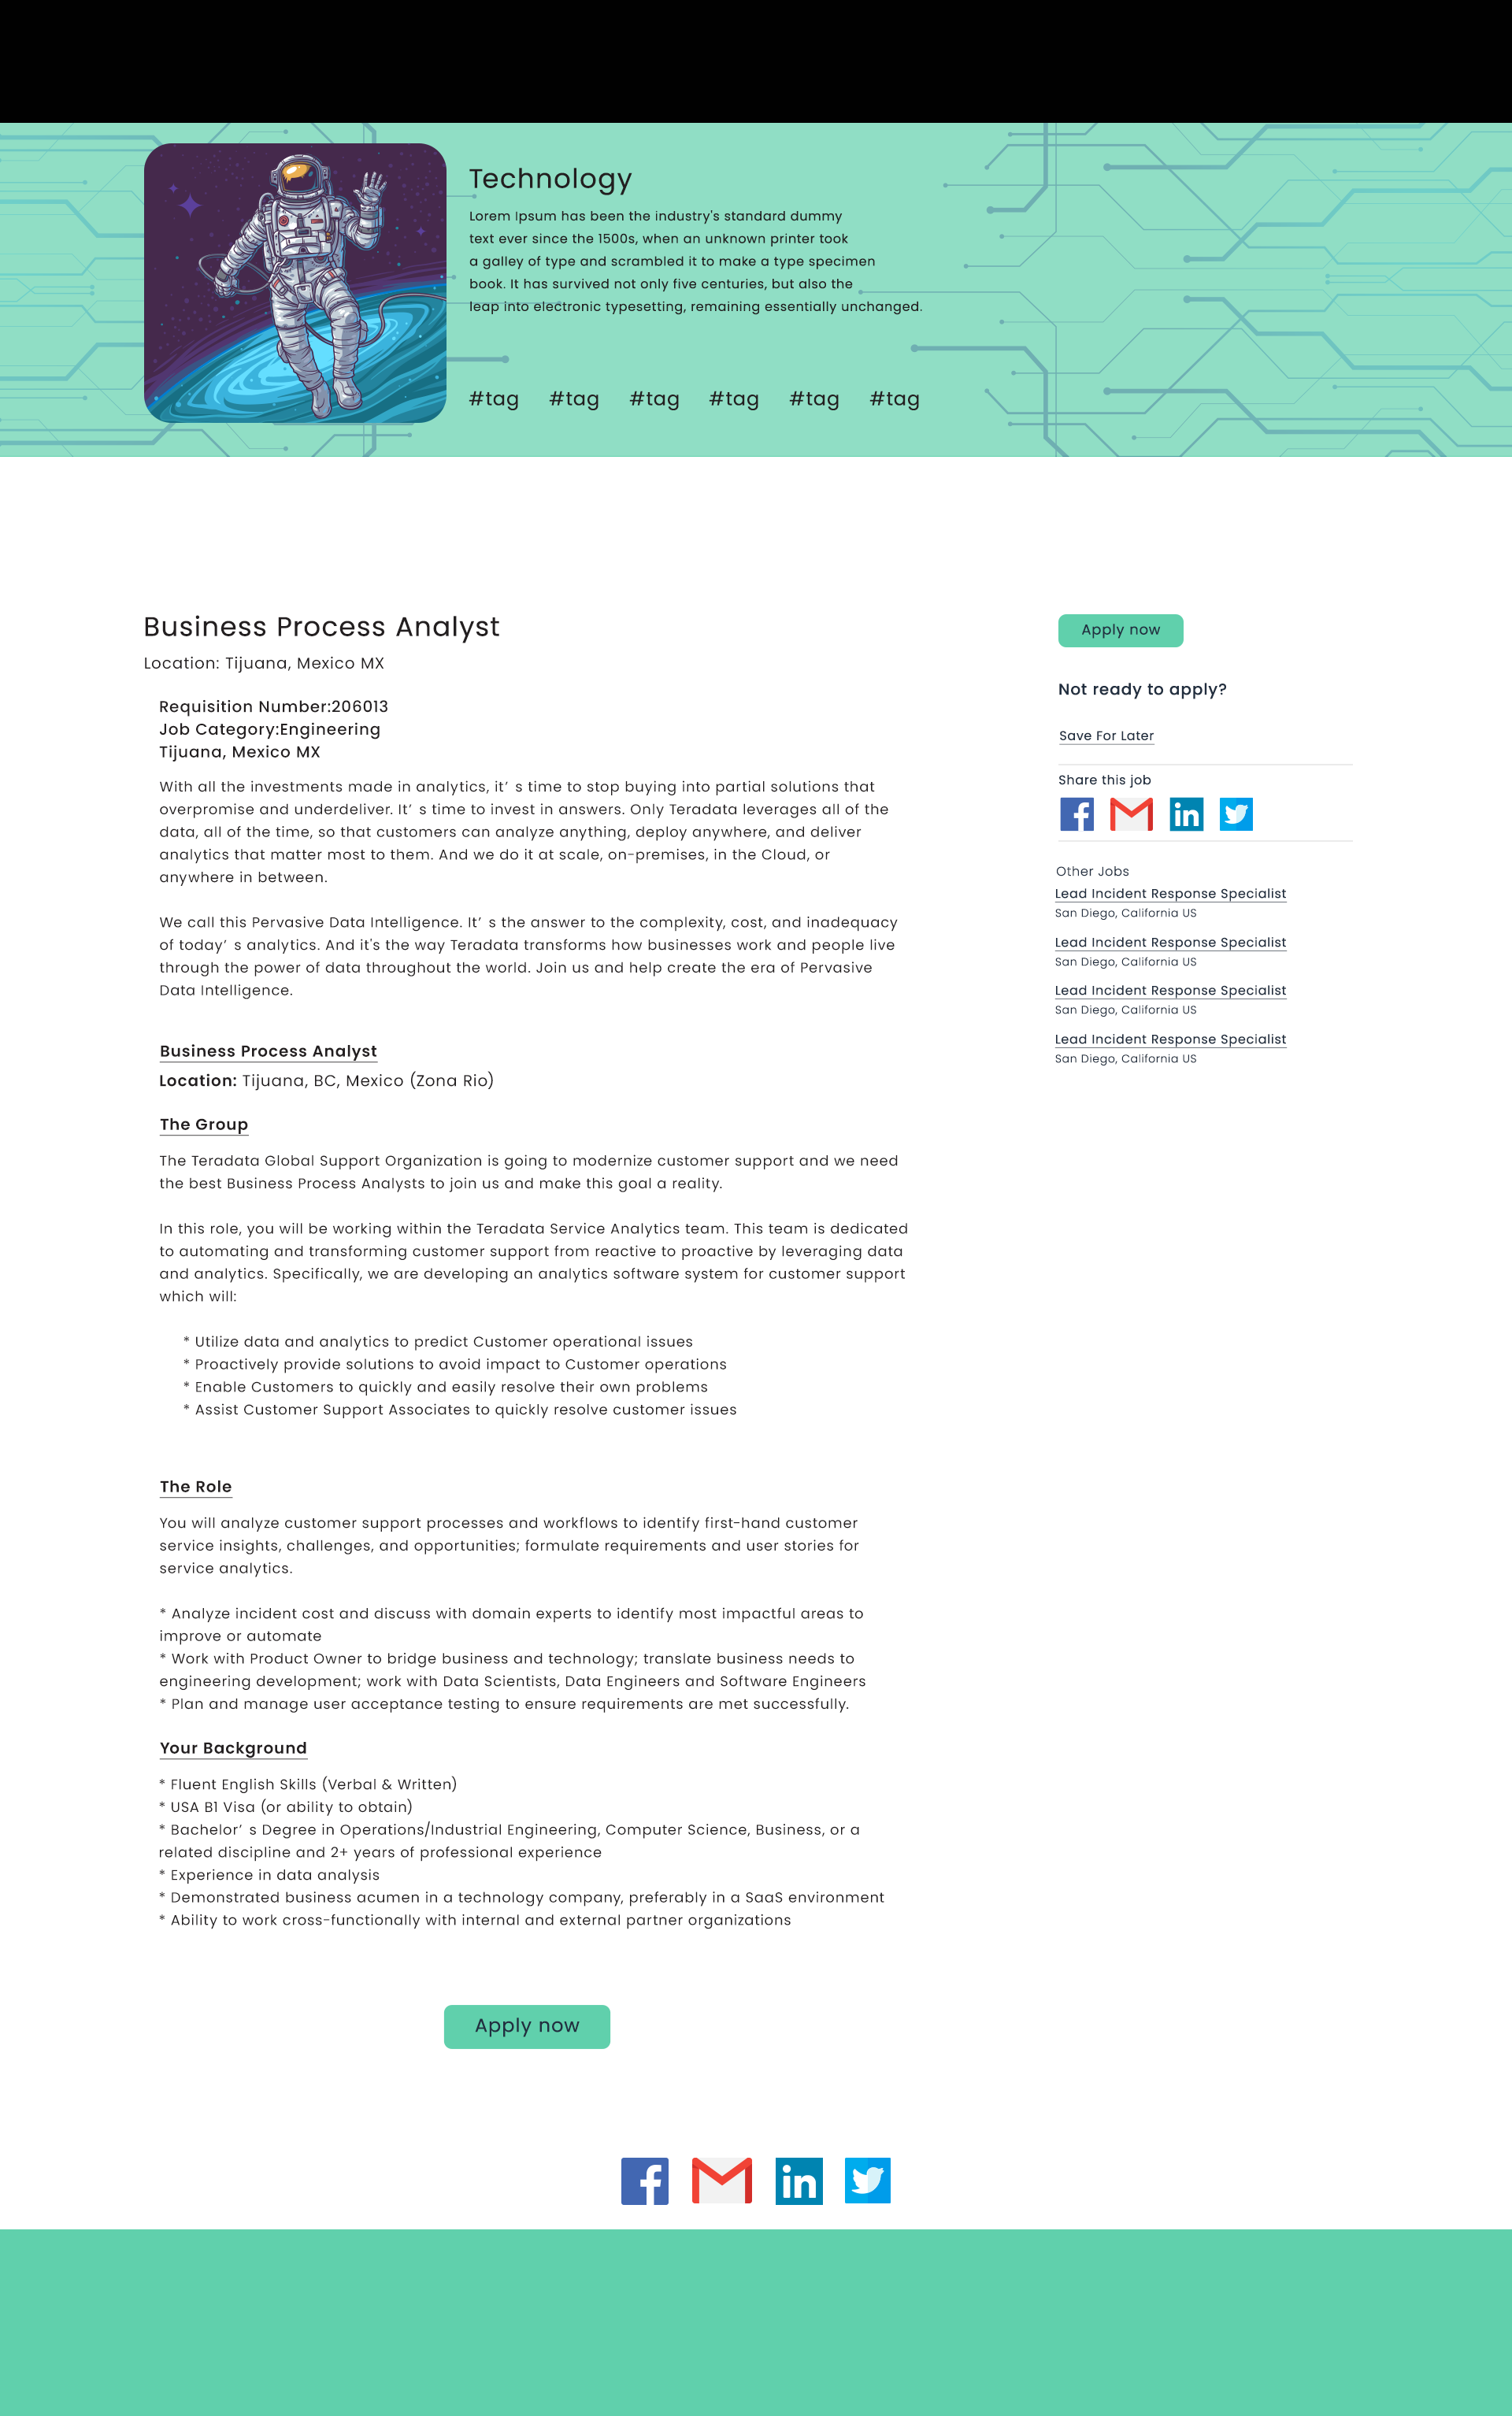 Technology
Lorem Ipsum has been the industry's standard dummy
text ever since the 1500s, when an unknown printer took
a galley of type and scrambled it to make a type specimen
book. It has survived not only five centuries, but also the
leap into electronic typesetting, remaining essentially unchanged.
#tag #tag #tag #tag #tag #tag
Business Process Analyst
Location: Tijuana, Mexico MX
Requisition Number:206013
Job Category:Engineering
Tijuana, Mexico MX
With all the investments made in analytics, it’ s time to stop buying into partial solutions that
overpromise and underdeliver. It’ s time to invest in answers. Only Teradata leverages all of the
data, all of the time, so that customers can analyze anything, deploy anywhere, and deliver
analytics that matter most to them. And we do it at scale, on-premises, in the Cloud, or
anywhere in between.
We call this Pervasive Data Intelligence. It’ s the answer to the complexity, cost, and inadequacy
of today’ s analytics. And it's the way Teradata transforms how businesses work and people live
through the power of data throughout the world. Join us and help create the era of Pervasive
Data Intelligence.
Business Process Analyst
Location: Tijuana, BC, Mexico (Zona Rio)
The Group
The Teradata Global Support Organization is going to modernize customer support and we need
the best Business Process Analysts to join us and make this goal a reality.
In this role, you will be working within the Teradata Service Analytics team. This team is dedicated
to automating and transforming customer support from reactive to proactive by leveraging data
and analytics. Specifically, we are developing an analytics software system for customer support
which will:
* Utilize data and analytics to predict Customer operational issues
* Proactively provide solutions to avoid impact to Customer operations
* Enable Customers to quickly and easily resolve their own problems
* Assist Customer Support Associates to quickly resolve customer issues
The Role
You will analyze customer support processes and workflows to identify first-hand customer
service insights, challenges, and opportunities; formulate requirements and user stories for
service analytics.
* Analyze incident cost and discuss with domain experts to identify most impactful areas to
improve or automate
* Work with Product Owner to bridge business and technology; translate business needs to
engineering development; work with Data Scientists, Data Engineers and Software Engineers
* Plan and manage user acceptance testing to ensure requirements are met successfully.
Your Background
* Fluent English Skills (Verbal & Written)
* USA B1 Visa (or ability to obtain)
* Bachelor’ s Degree in Operations/Industrial Engineering, Computer Science, Business, or a
related discipline and 2+ years of professional experience
* Experience in data analysis
* Demonstrated business acumen in a technology company, preferably in a SaaS environment
* Ability to work cross-functionally with internal and external partner organizations
Apply now
Apply now
Not ready to apply?
Save For Later
Share this job
in
Other Jobs
Lead Incident Response Specialist
San Diego, California US
Lead Incident Response Specialist
San Diego, California US
Lead Incident Response Specialist
San Diego, California US
Lead Incident Response Specialist
San Diego, California US
in